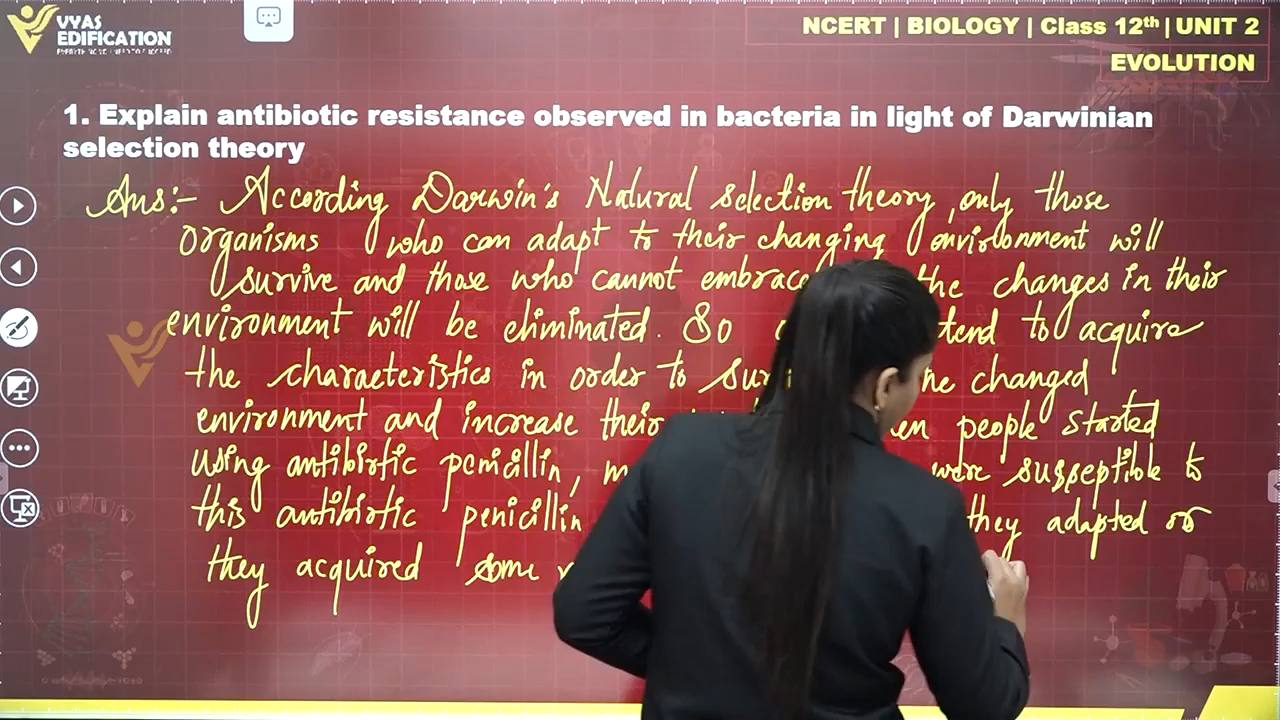 VYAS
EDIFICATION
NCERT | BIOLOGY | Class 12th | UNIT 2
EVOLUTION
1. Explain antibiotic resistance observed in bacteria in light of Darwinian
selection theory
Ans:- According Darwin's Natural selection theory, only those
organisms who can adapt to their changing environment will
survive and those who cannot embrace the changes in their
environment will be eliminated. So tend to acquire
the characteristics in order to changed
environment and increase their people started
using antibiotic penicillin, were susceptible to
this antibiotic penicillin they adapted or
they acquired some